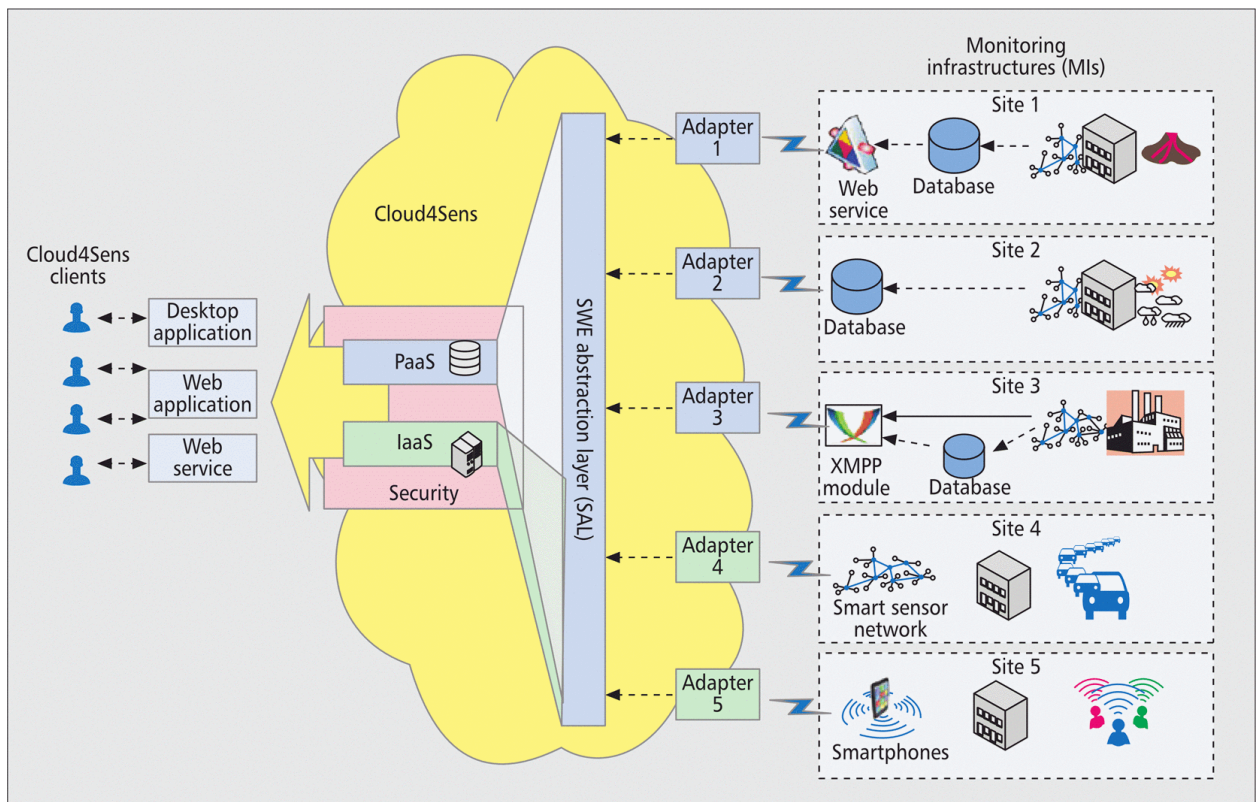 Monitoring
infrastructures (MIs)
Site 1
Adapter
1
Web
service
Database
Cloud4Sens
Site 2
Adapter
2
Database
Cloud4Sens
clients
Desktop
application
PaaS
Web
application
IaaS
Web
service
Security
SWE abstraction layer (SAL)
Site 3
Adapter
3
XMPP
module
Database
Site 4
Adapter
4
Smart sensor
network
Site 5
Adapter
5
Smartphones